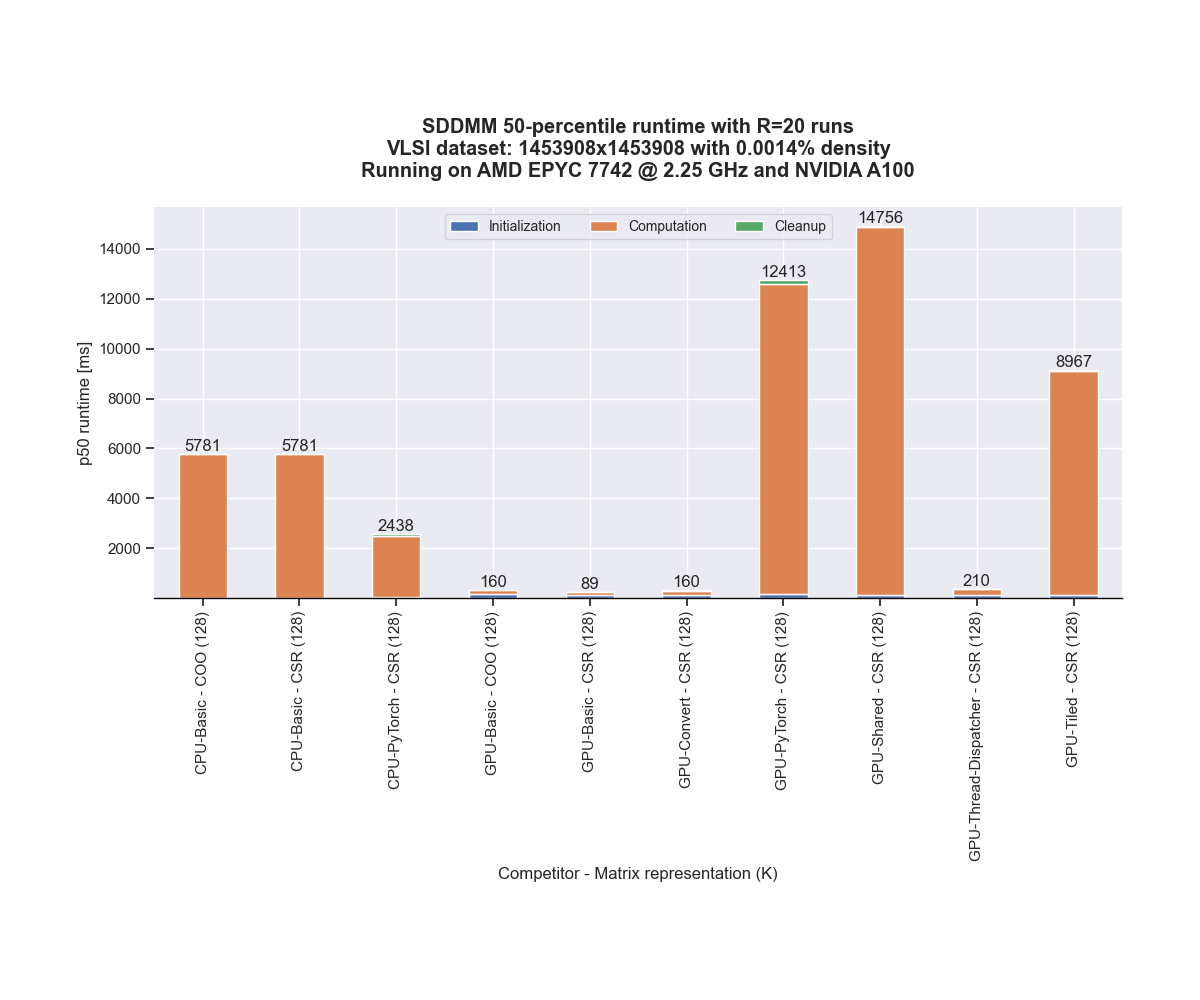 SDDMM 50-percentile runtime with R=20 runs
VLSI dataset: 1453908x1453908 with 0.0014% density
Running on AMD EPYC 7742 @ 2.25 GHz and NVIDIA A100
Initialization
Computation
Cleanup
p50 runtime [ms]
14000
12000
10000
8000
6000
4000
2000
5781
5781
2438
160
89
160
12413
14756
210
8967
CPU-Basic - COO (128)
CPU-Basic - CSR (128)
CPU-PyTorch - CSR (128)
GPU-Basic - COO (128)
GPU-Basic - CSR (128)
GPU-Convert - CSR (128)
GPU-PyTorch - CSR (128)
GPU-Shared - CSR (128)
GPU-Thread-Dispatcher - CSR (128)
GPU-Tiled - CSR (128)
Competitor - Matrix representation (K)